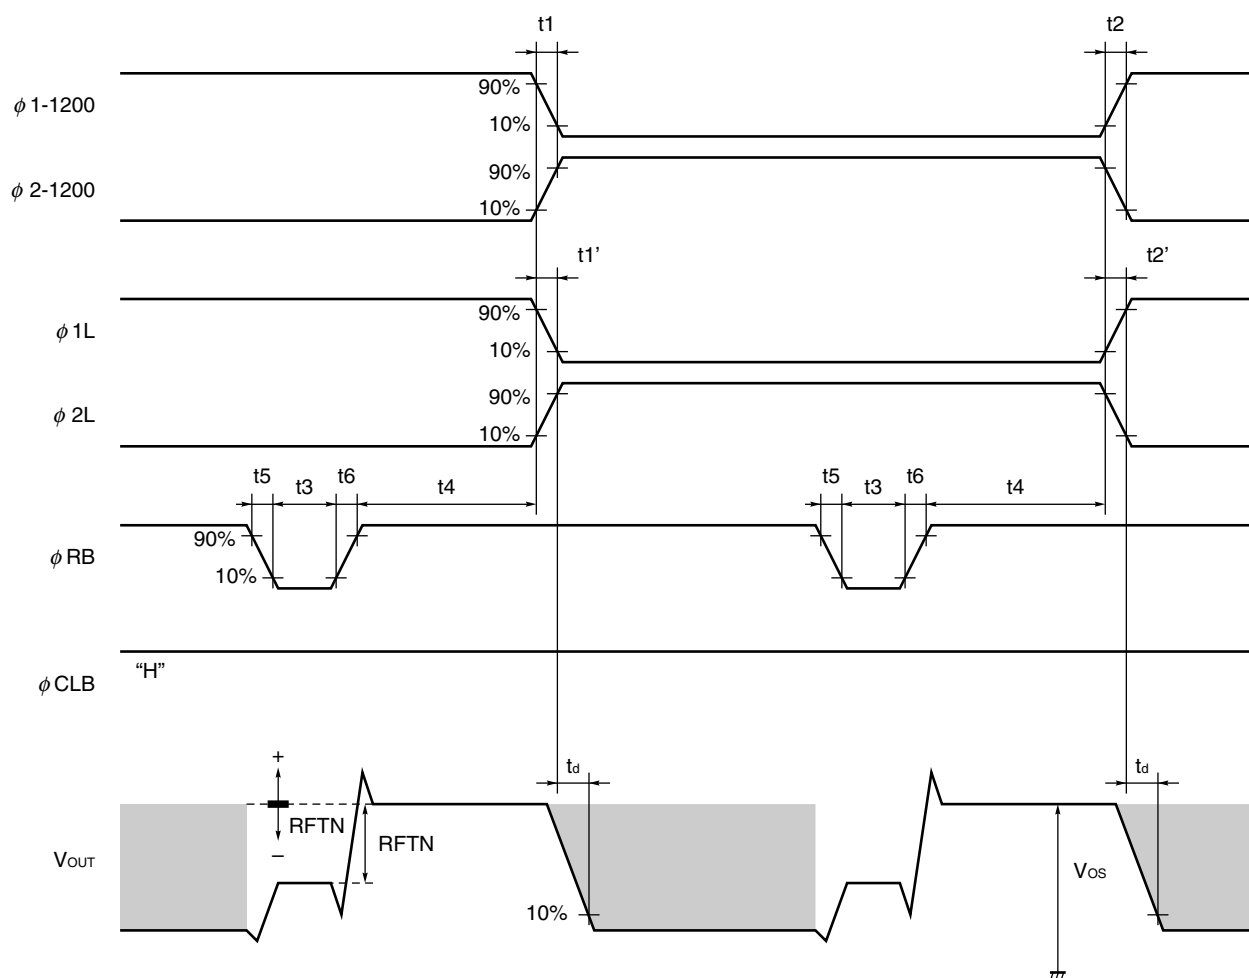 t1 t2
90%
φ 1-1200
10%
90%
φ 2-1200
10%
t1’ t2’
90%
φ 1L
10%
90%
φ 2L
10%
t5 t3 t6 t4 t5 t3 t6 t4
90%
φ RB
10%
“H”
φ CLB
+ td td
RFTN RFTN
−
VOUT VOS
10%